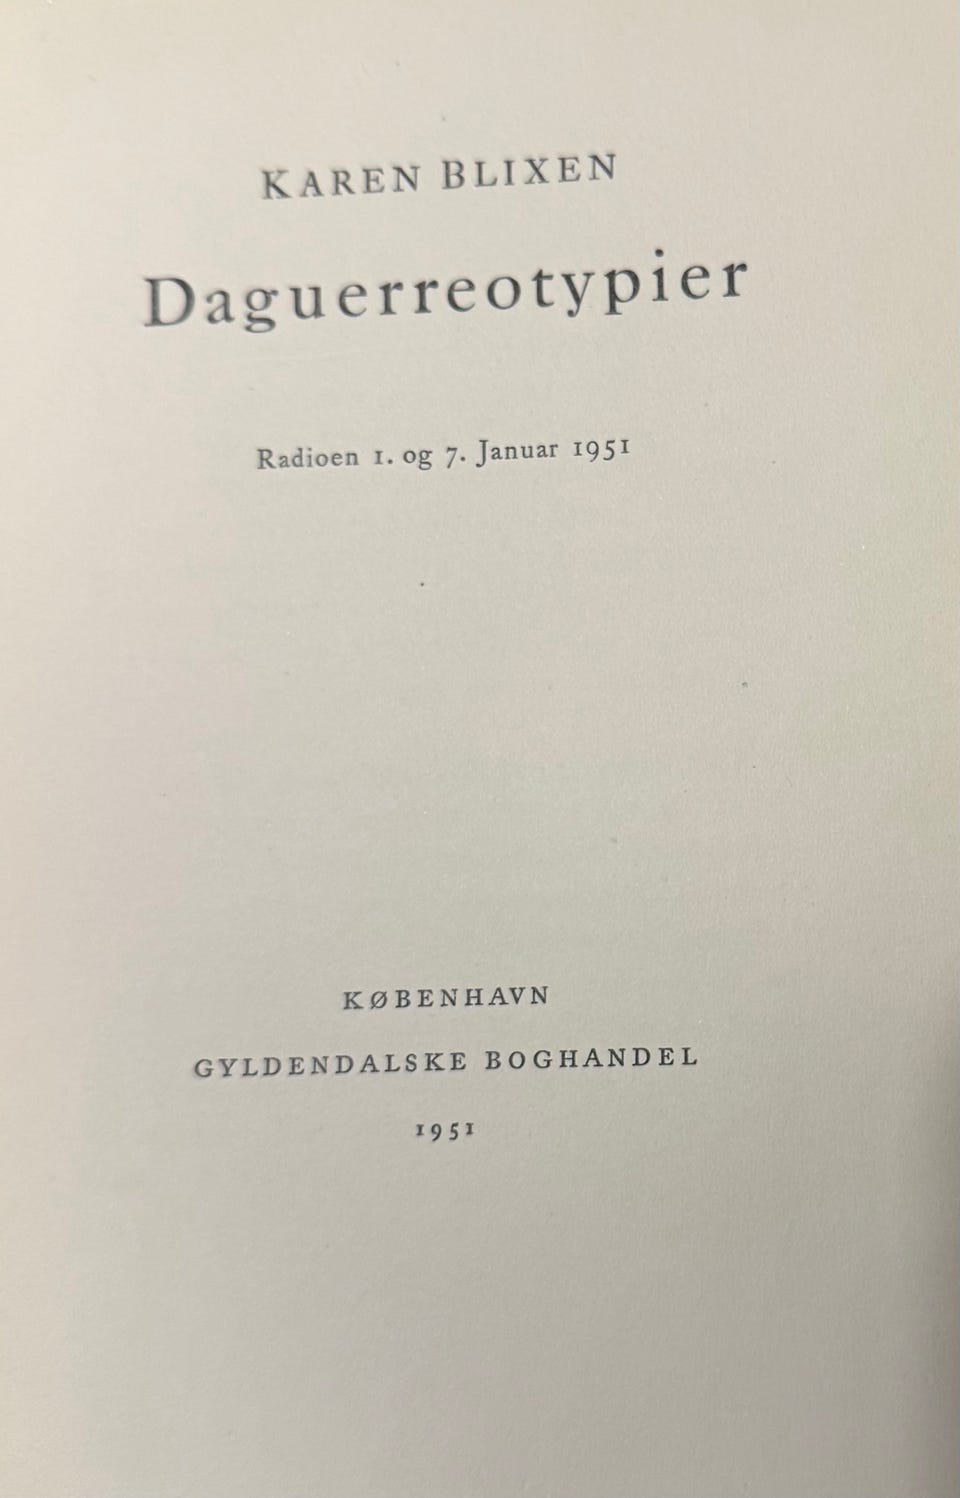 KAREN BLIXEN
Daguerreotypier
Radioen 1. og 7. Januar 1951
KØBENHAVN
GYLDENDALSKE BOGHANDEL
1951